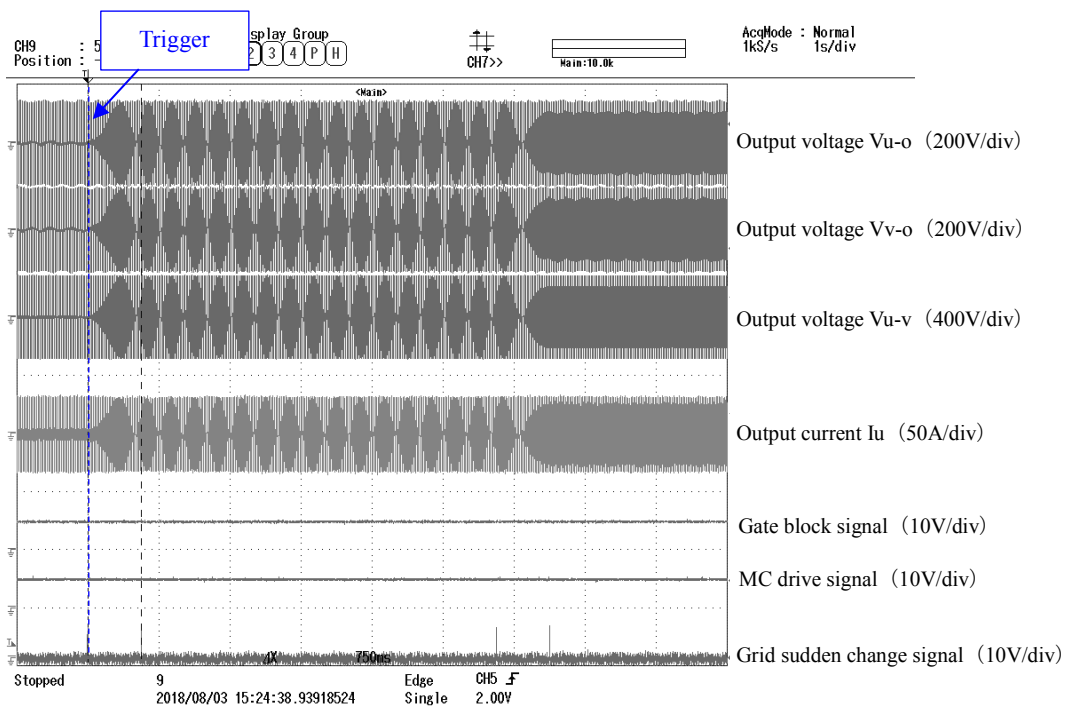 Trigger
CH9 : 5
Position : -
splay Group
2 3 4 P H
CH7>>
Main:10.0k
AcqMode : Normal
1kS/s 1s/div
<Main>
Output voltage Vu-o（200V/div）
Output voltage Vv-o（200V/div）
Output voltage Vu-v（400V/div）
Output current Iu（50A/div）
Gate block signal（10V/div）
MC drive signal（10V/div）
Grid sudden change signal（10V/div）
ΔX 750ms
Stopped 9 Edge CH5
2018/08/03 15:24:38.93918524 Single 2.00V